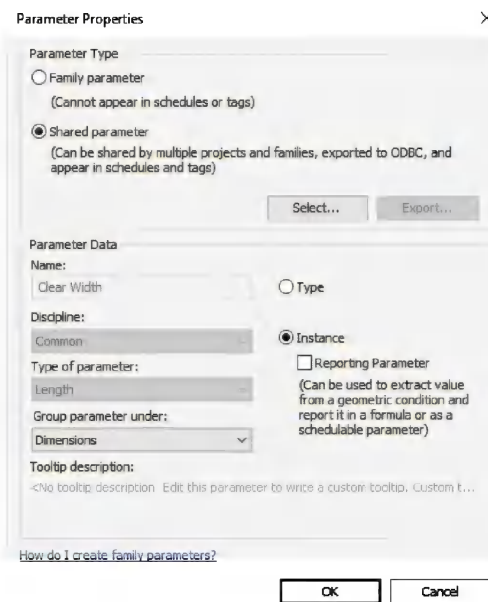 Parameter Properties
Parameter Type
Family parameter
(Cannot appear in schedules or tags)
Shared parameter
(Can be shared by multiple projects and families, exported to ODBC, and
appear in schedules and tags)
Select...
Export...
Parameter Data
Name:
Clear Width
Type
Discipline:
Common
Instance
Type of parameter:
Reporting Parameter
Length
(Can be used to extract value
from a geometric condition and
report it in a formula or as a
schedulable parameter)
Group parameter under:
Dimensions
Tooltip description:
<No tooltip description. Edit this parameter to write a custom tooltip. Custom t...
How do I create family parameters?
OK
Cancel